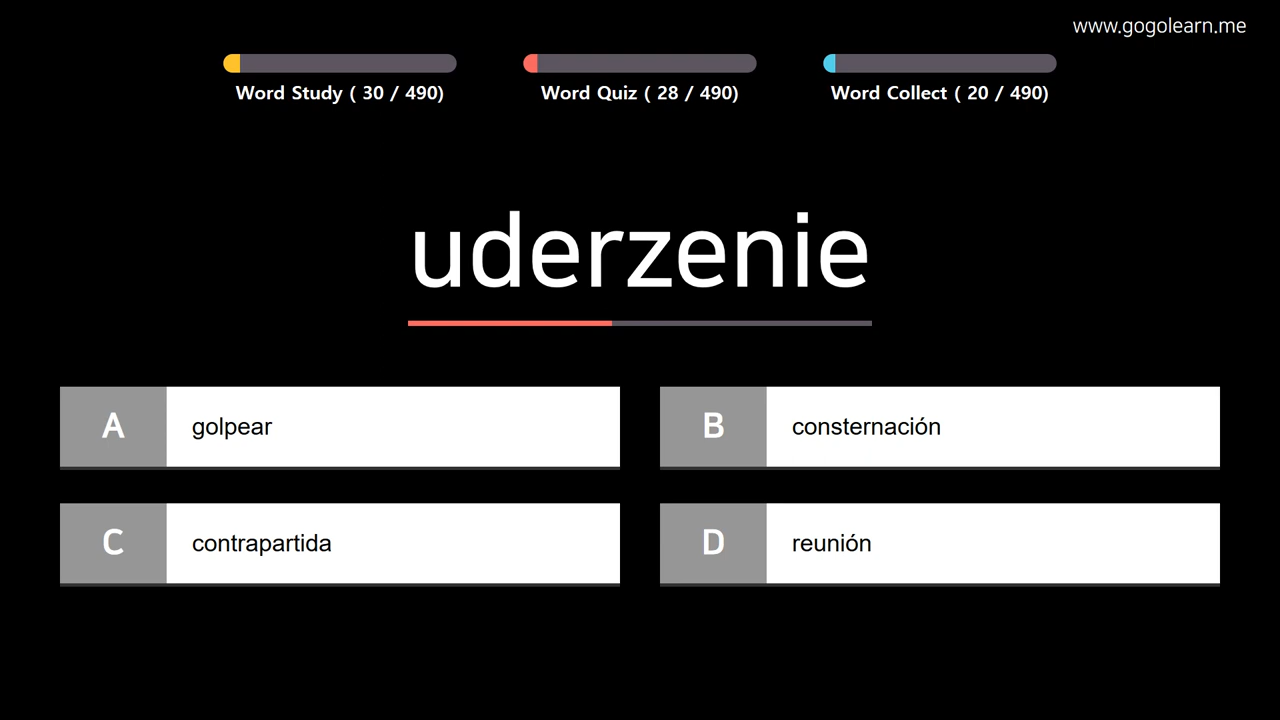 www.gogolearn.me
Word Study ( 30 / 490)
Word Quiz ( 28 / 490)
Word Collect ( 20 / 490)
uderzenie
A golpear
B consternación
C contrapartida
D reunión